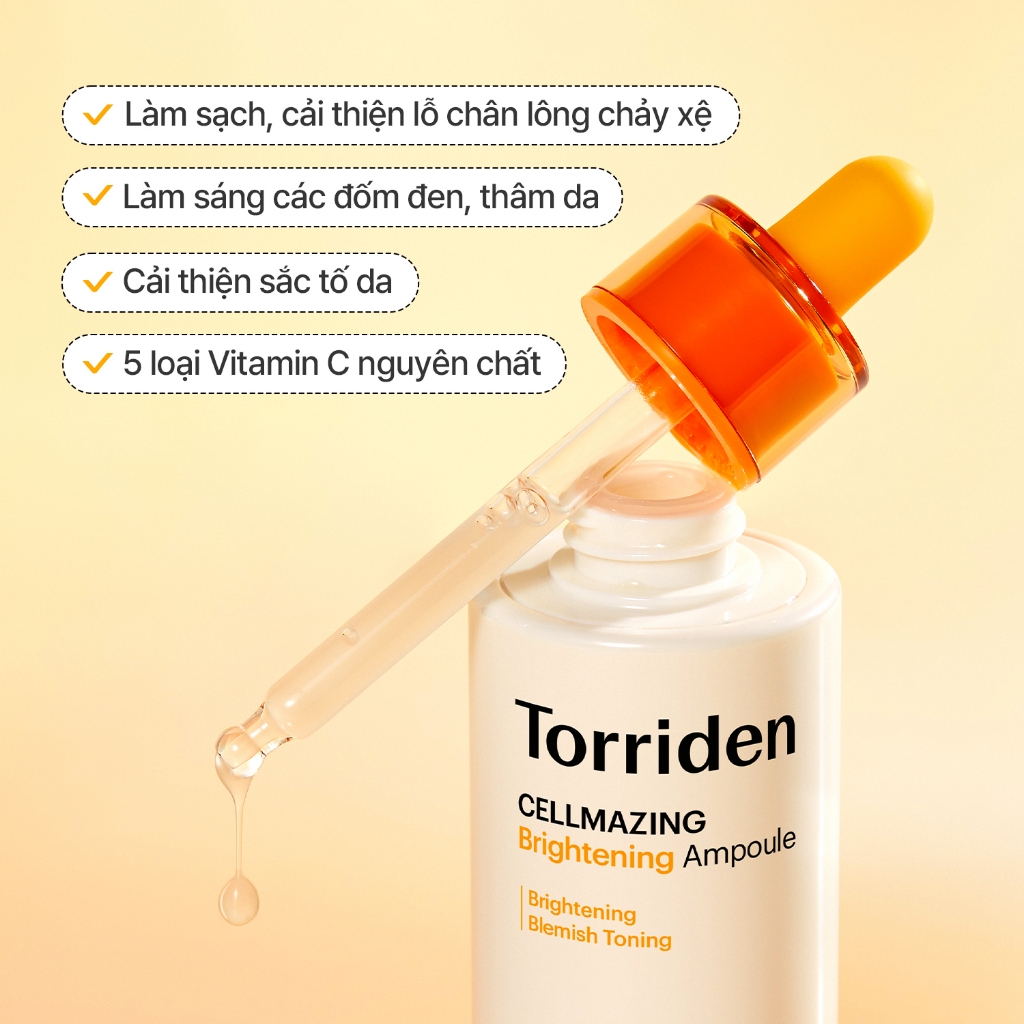 Làm sạch, cải thiện lỗ chân lông chảy xệ
Làm sáng các đốm đen, thâm da
Cải thiện sắc tố da
5 loại Vitamin C nguyên chất
Torriden
CELLMAZING
Brightening Ampoule
Brightening
Blemish Toning